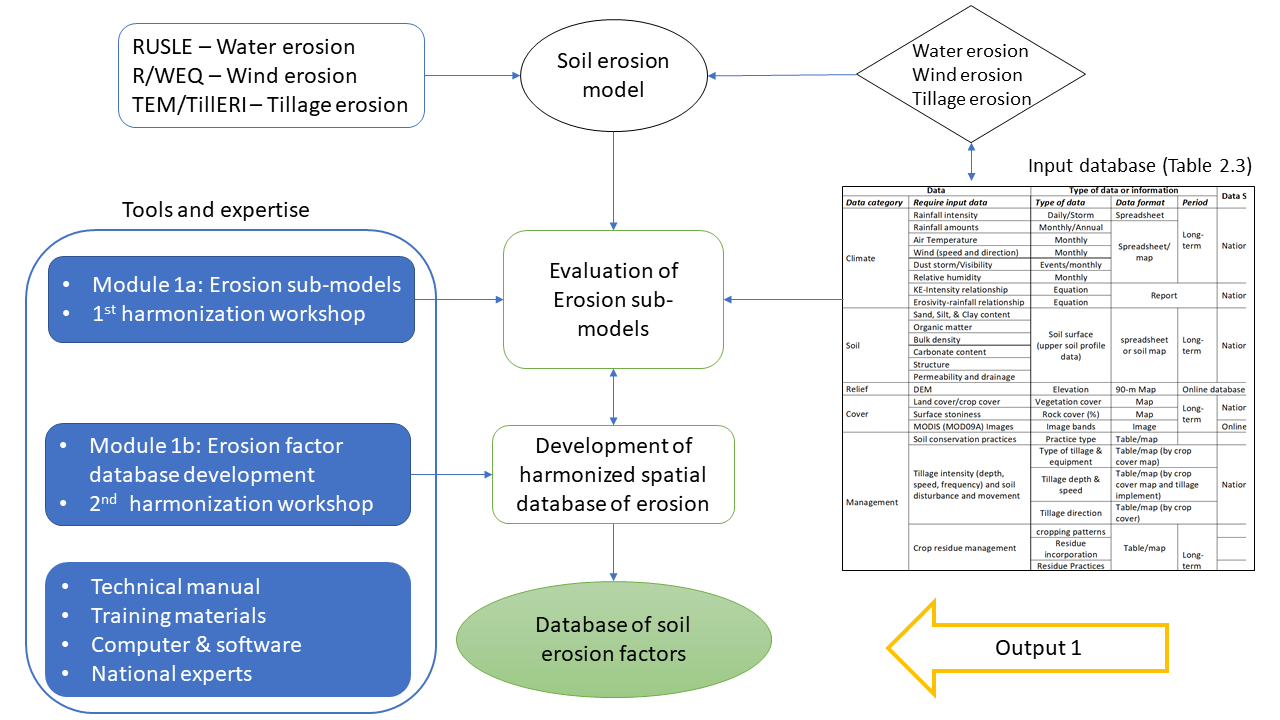 RUSLE – Water erosion
R/WEQ – Wind erosion
TEM/TillERI – Tillage erosion
Soil erosion
model
Water erosion
Wind erosion
Tillage erosion
Input database (Table 2.3)
Tools and expertise
• Module 1a: Erosion sub-models
• 1st harmonization workshop
• Module 1b: Erosion factor
database development
• 2nd harmonization workshop
• Technical manual
• Training materials
• Computer & software
• National experts
Evaluation of
Erosion sub-
models
Development of
harmonized spatial
database of erosion
Database of soil
erosion factors
Data Type of data or information Data S
Data category Require input data Type of data Data format Period
Climate
Rainfall intensity Daily/Storm Spreadsheet
Rainfall amounts Monthly/Annual
Air Temperature Monthly
Wind (speed and direction) Monthly
Dust storm/Visibility Events/monthly
Relative humidity Monthly
Spreadsheet/
map
Long-
term
Nation
KE-Intensity relationship Equation
Erosivity-rainfall relationship Equation
Report
Nation
Soil
Sand, Silt, & Clay content
Organic matter
Bulk density
Carbonate content
Structure
Permeability and drainage
Soil surface
(upper soil profile
data)
spreadsheet
or soil map
Long-
term
Nation
Relief DEM Elevation 90-m Map Online database
Cover
Land cover/crop cover Vegetation cover Map
Surface stoniness Rock cover (%) Map
MODIS (MOD09A) Images Image bands Image
Long-
term
Nation
Online
Management
Soil conservation practices Practice type Table/map
Tillage intensity (depth,
speed, frequency) and soil
disturbance and movement
Type of tillage &
equipment
Table/map (by crop
cover map)
Tillage depth &
speed
Table/map (by crop
cover map and tillage
implement)
Tillage direction
Table/map (by crop
cover)
Nation
Crop residue management
cropping patterns
Residue
incorporation
Residue Practices
Table/map
Long-
term
Output 1